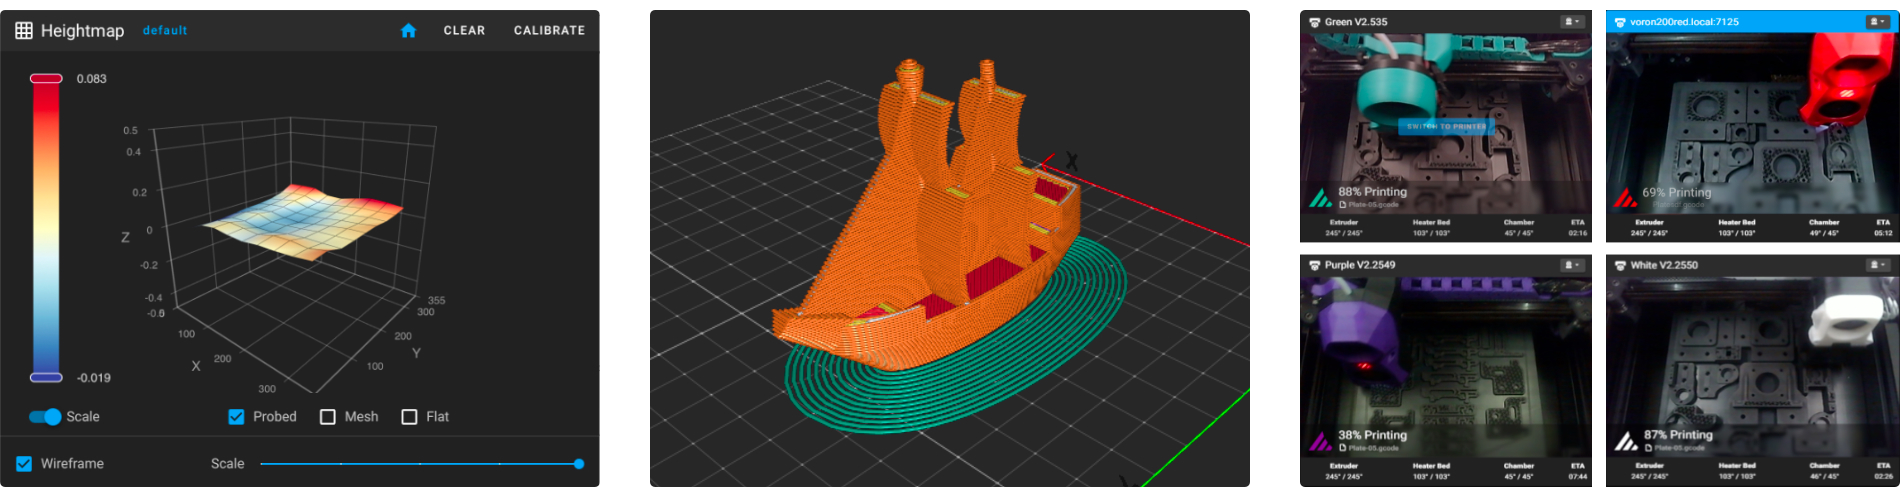 Heightmap default CLEAR CALIBRATE
0.083
0.5
0.4
0.2
Z 0
-0.2
-0.4
-0.019
355
300
200
100
Y
100
200
300
X
Scale Probed Mesh Flat
Wireframe Scale
X
Green V2.535
SWITCH TO PRINTER
88% Printing
Plate-05.gcode
Extruder Heater Bed Chamber ETA
245° / 245° 103° / 103° 45° / 45° 02:16
voron200red.local:7125
69% Printing
Extruder Heater Bed Chamber ETA
245° / 245° 103° / 103° 49° / 45° 05:12
Purple V2.2549
38% Printing
Plate-05.gcode
Extruder Heater Bed Chamber ETA
245° / 245° 103° / 103° 45° / 45° 07:44
White V2.2550
87% Printing
Plate-05.gcode
Extruder Heater Bed Chamber ETA
245° / 245° 103° / 103° 46° / 45° 02:26